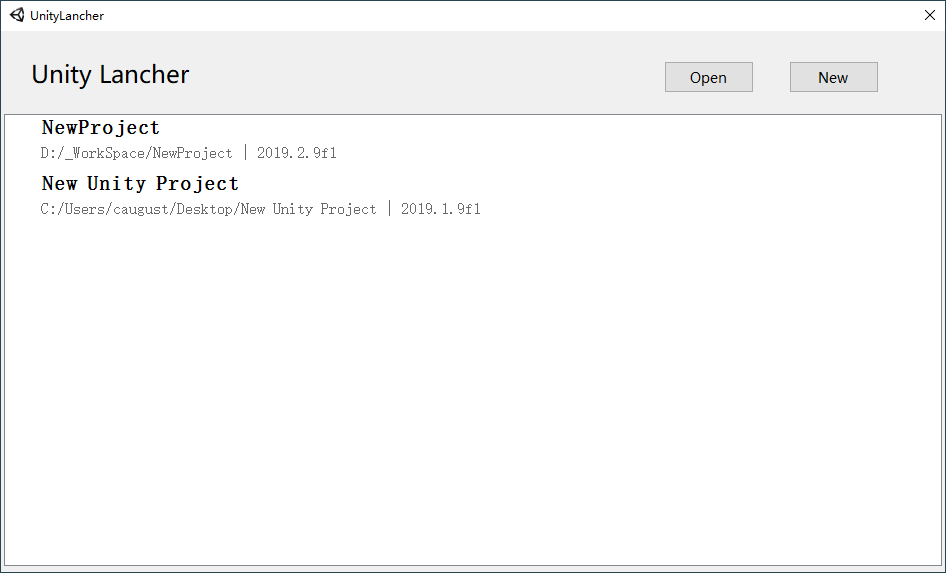 UnityLancher
Unity Lancher
Open
New
NewProject
D:/_WorkSpace/NewProject | 2019.2.9f1
New Unity Project
C:/Users/caugust/Desktop/New Unity Project | 2019.1.9f1